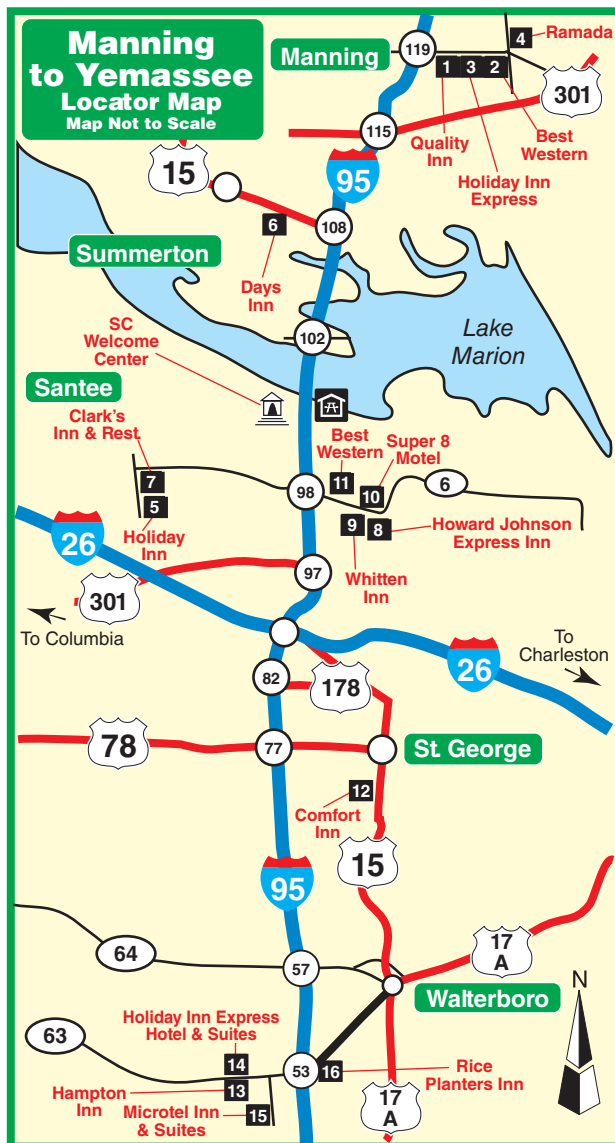 Manning
to Yemassee
Locator Map
Map Not to Scale
Manning
119
4
Ramada
1
3
2
301
115
Quality
Inn
Best
Western
Holiday Inn
Express
15
95
108
6
Days
Inn
Summerton
102
Lake
Marion
SC
Welcome
Center
Santee
Clark's
Inn & Rest.
7
5
Holiday
Inn
98
Best
Western
11
Super 8
Motel
10
6
9
8
Howard Johnson
Express Inn
Whitten
Inn
26
97
301
To Columbia
To
Charleston
26
82
178
78
77
St. George
12
Comfort
Inn
15
95
17
A
64
57
Walterboro
N
63
Holiday Inn Express
Hotel & Suites
14
13
Hampton
Inn
Microtel Inn
& Suites
15
53
16
Rice
Planters Inn
17
A